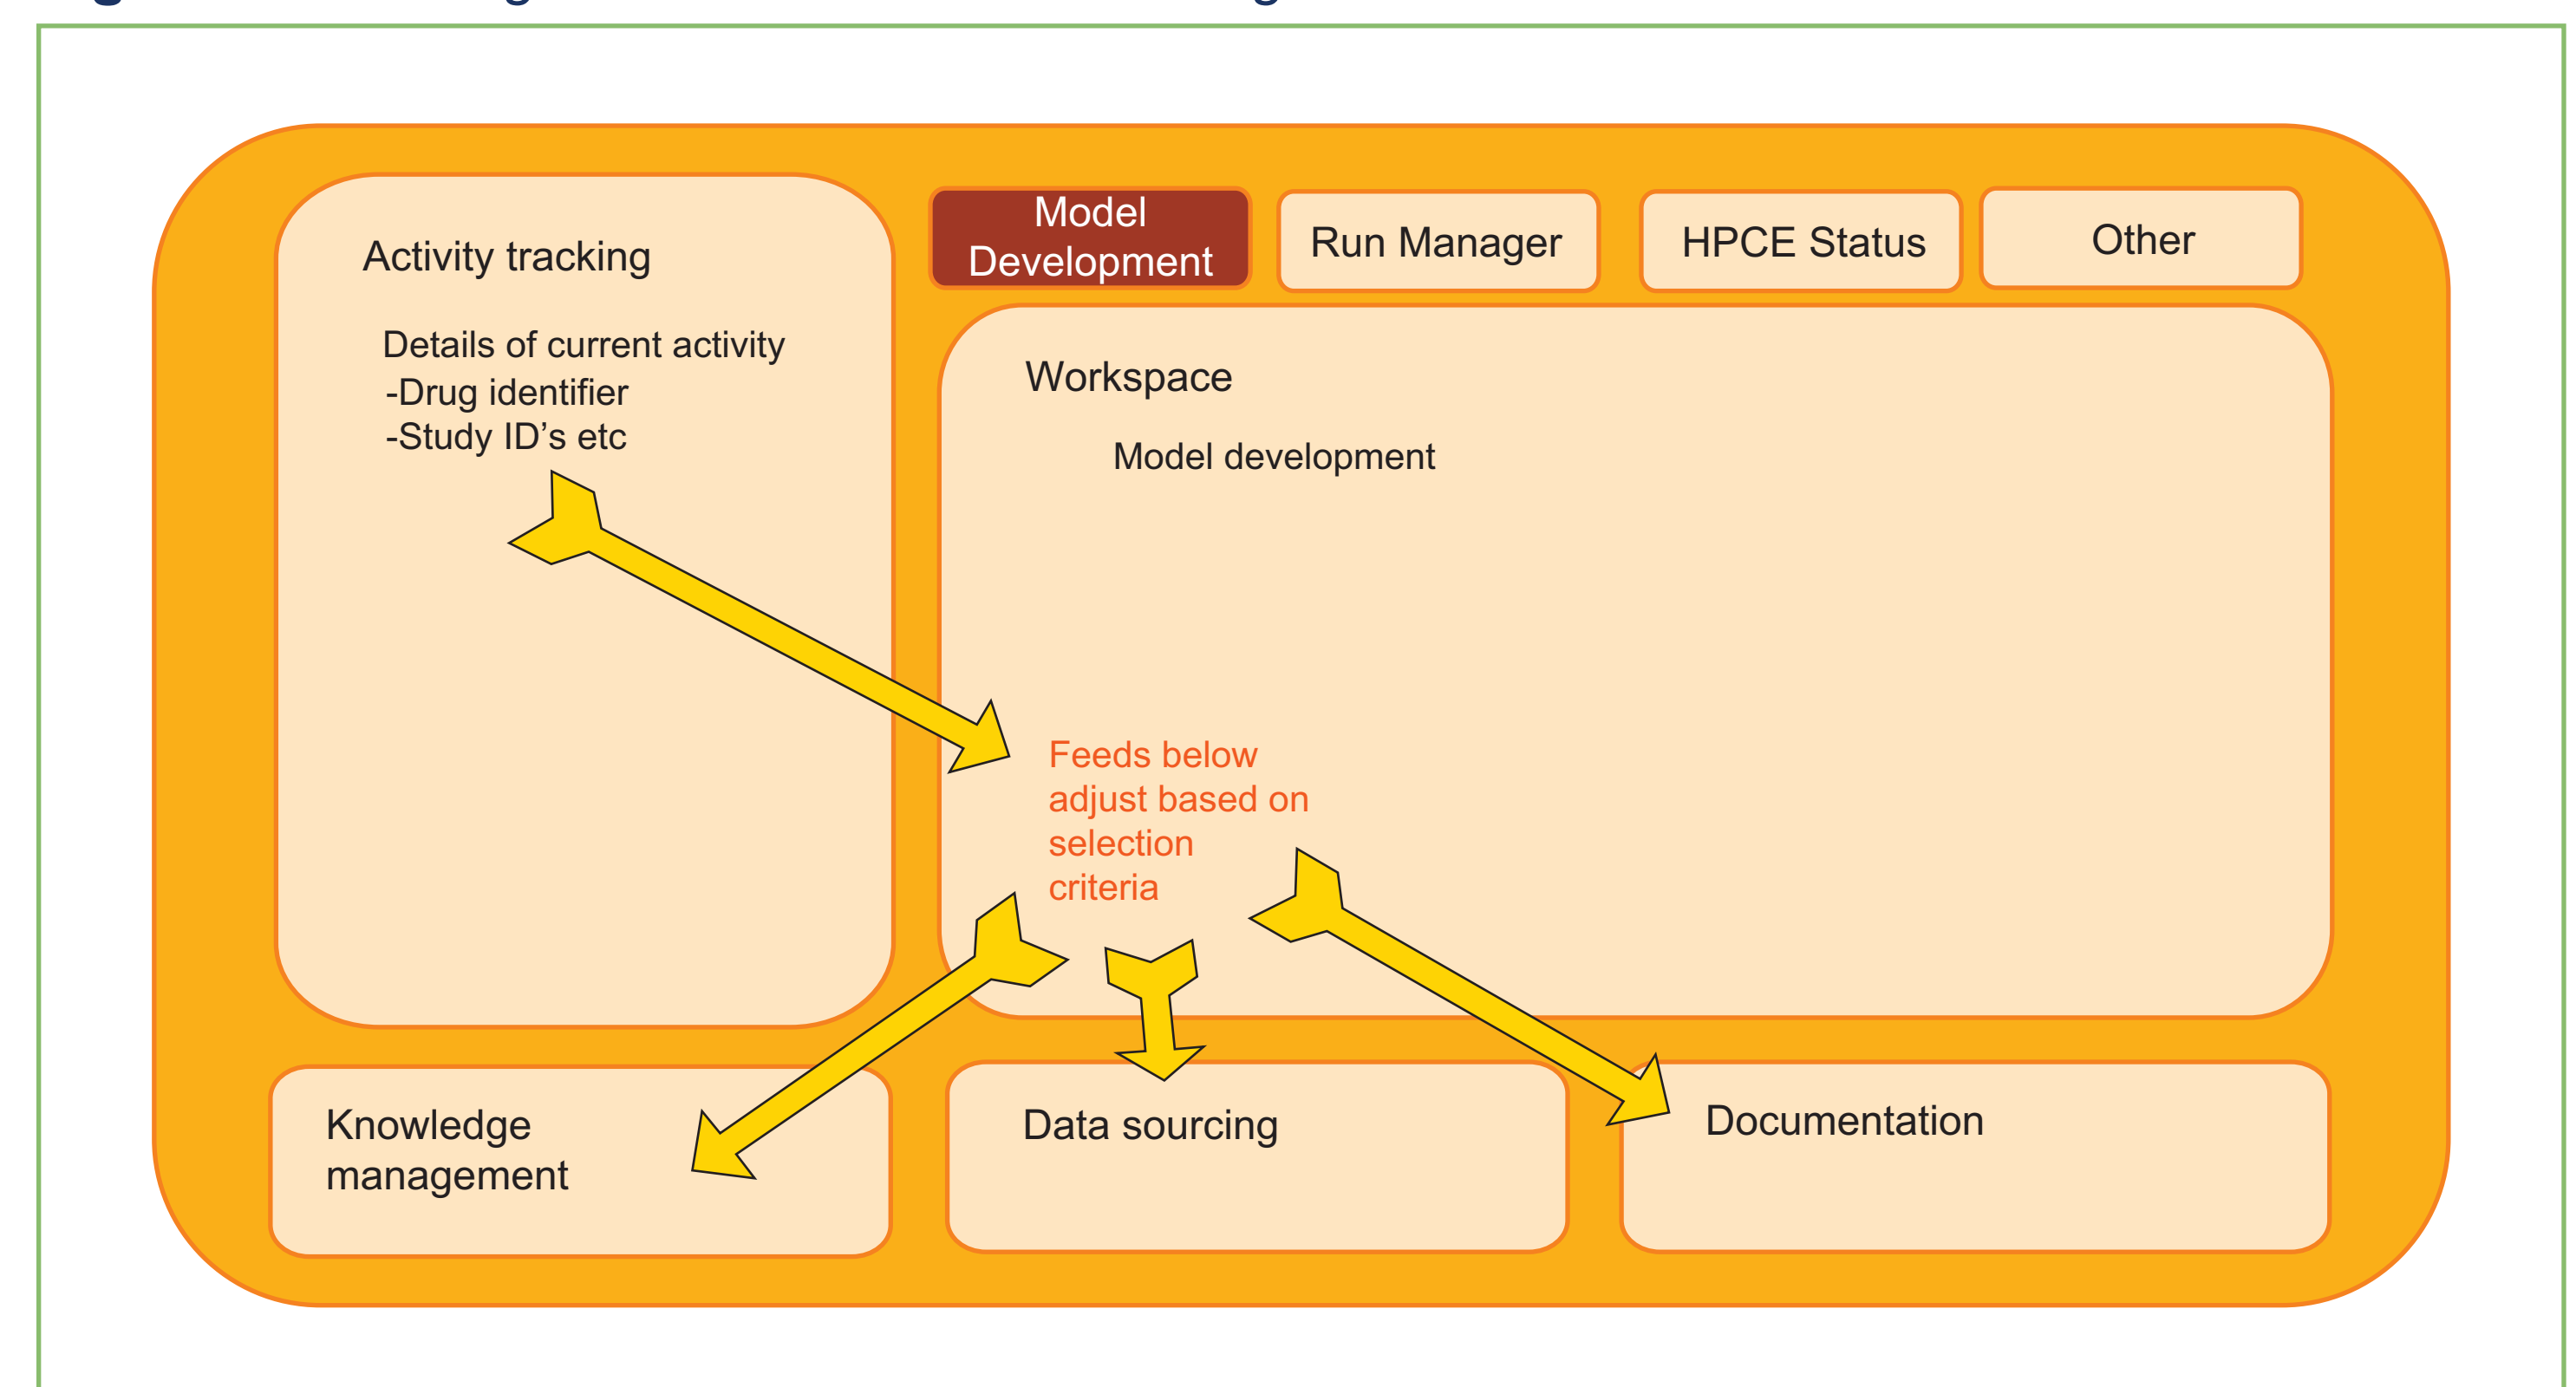 Activity tracking
Details of current activity
-Drug identifier
-Study ID’s etc
Model
Development
Run Manager
HPCE Status
Other
Workspace
Model development
Feeds below
adjust based on
selection
criteria
Knowledge
management
Data sourcing
Documentation